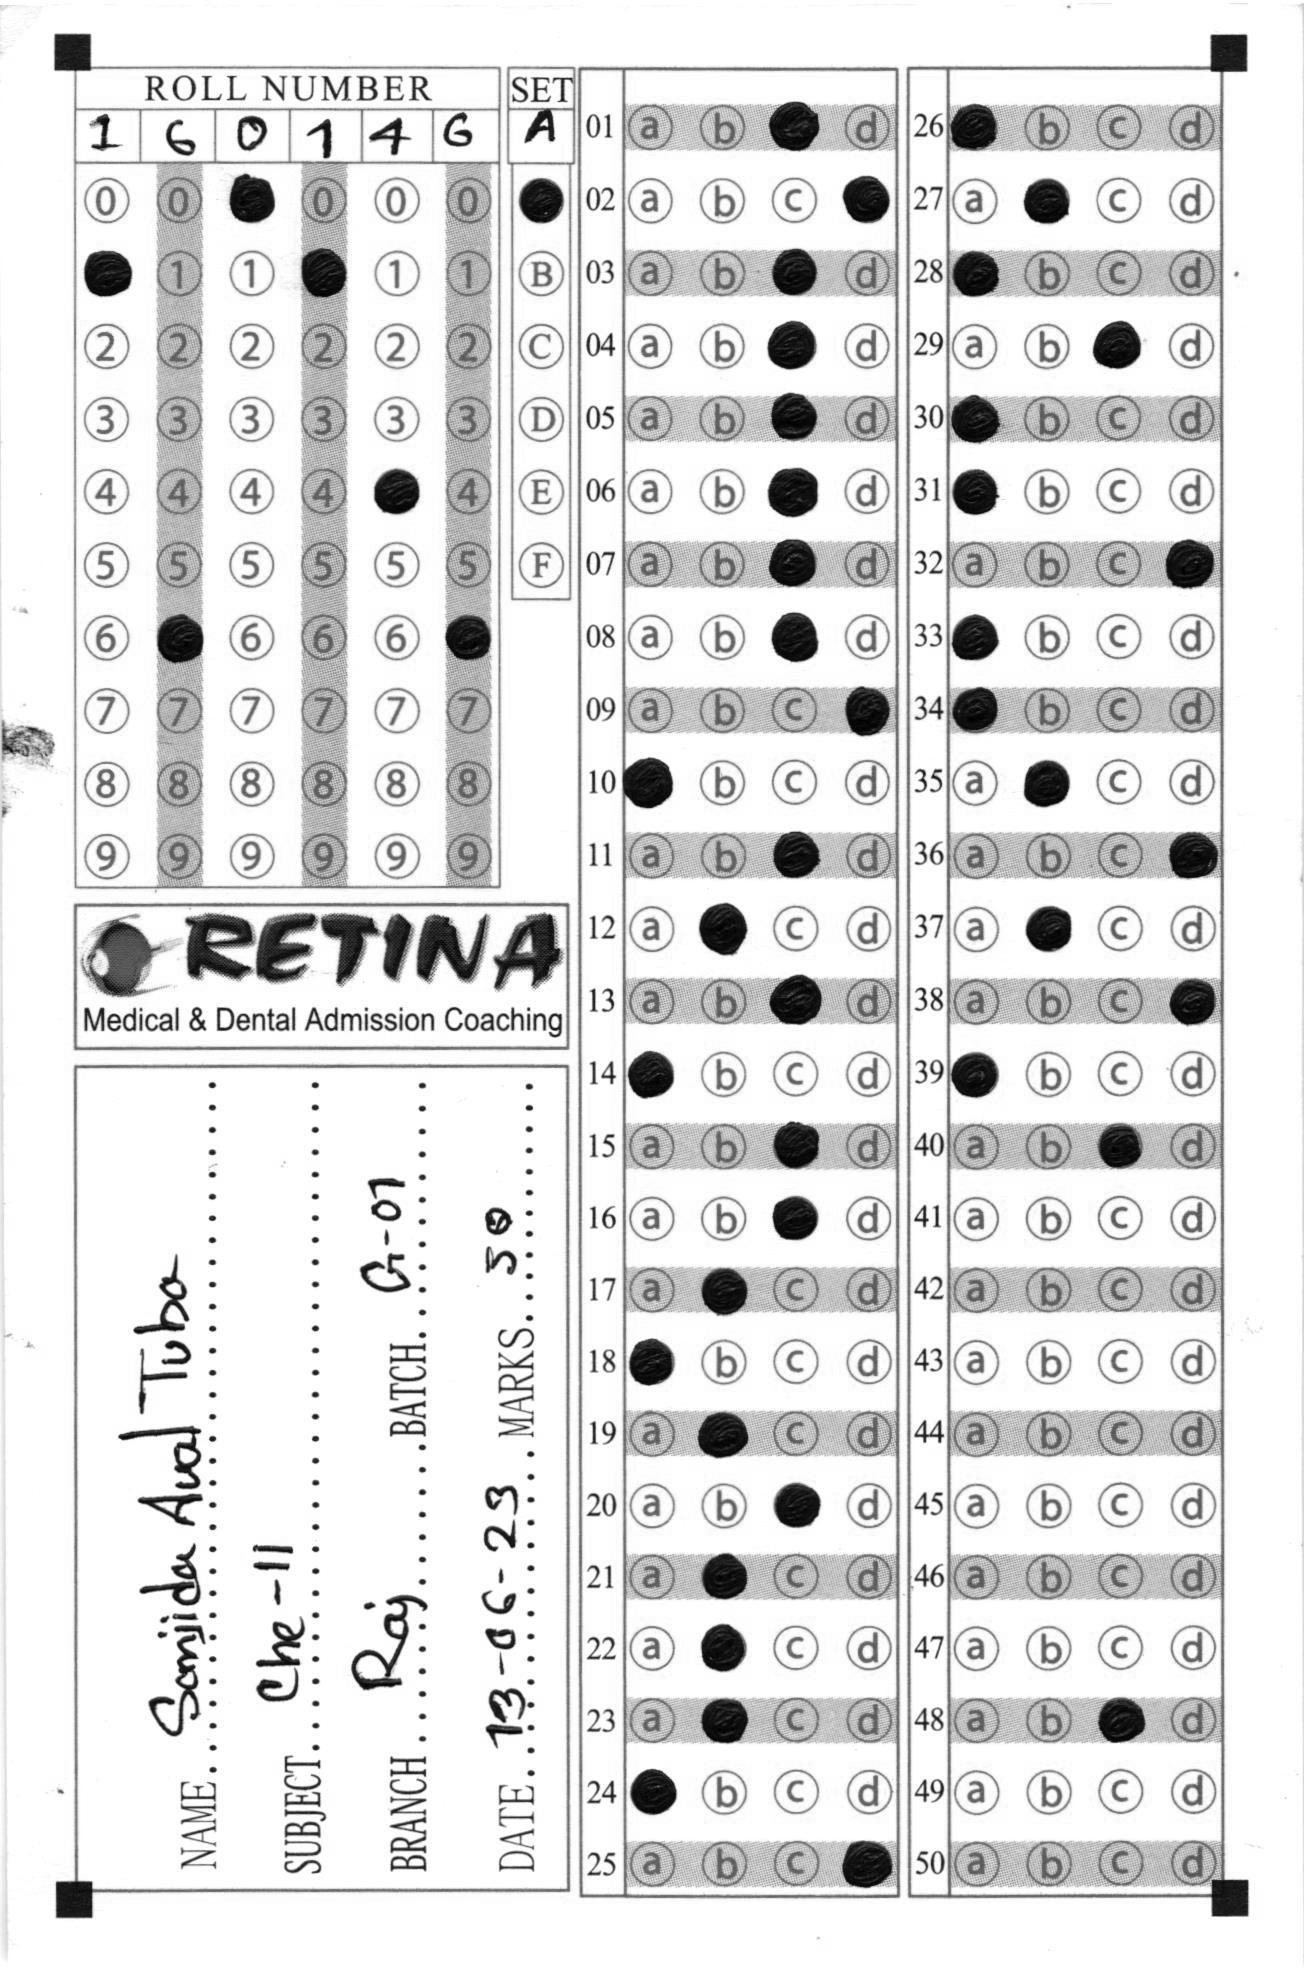 ROLL NUMBER
1 6 0 1 4 6
0 0 0 0 0
1 1 1 1
2 2 2 2 2 2
3 3 3 3 3 3
4 4 4 4 4
5 5 5 5 5 5
6 6 6 6
7 7 7 7 7 7
8 8 8 8 8 8
9 9 9 9 9 9
SET
A
B
C
D
E
F
RETINA
Medical & Dental Admission Coaching
NAME Sanjida Aual Tuba
SUBJECT Che-II
BRANCH Raj BATCH G-01
DATE 13-06-23 MARKS 50
01 a b d
02 a b c
03 a b d
04 a b d
05 a b d
06 a b d
07 a b d
08 a b d
09 a b c
10 b c d
11 a b d
12 a c d
13 a b d
14 b c d
15 a b d
16 a b d
17 a c d
18 b c d
19 a c d
20 a b d
21 a c d
22 a c d
23 a c d
24 b c d
25 a b c
26 b c d
27 a c d
28 b c d
29 a b d
30 b c d
31 b c d
32 a b c
33 b c d
34 b c d
35 a c d
36 a b c
37 a c d
38 a b c
39 b c d
40 a b d
41 a b c d
42 a b c d
43 a b c d
44 a b c d
45 a b c d
46 a b c d
47 a b c d
48 a b d
49 a b c d
50 a b c d